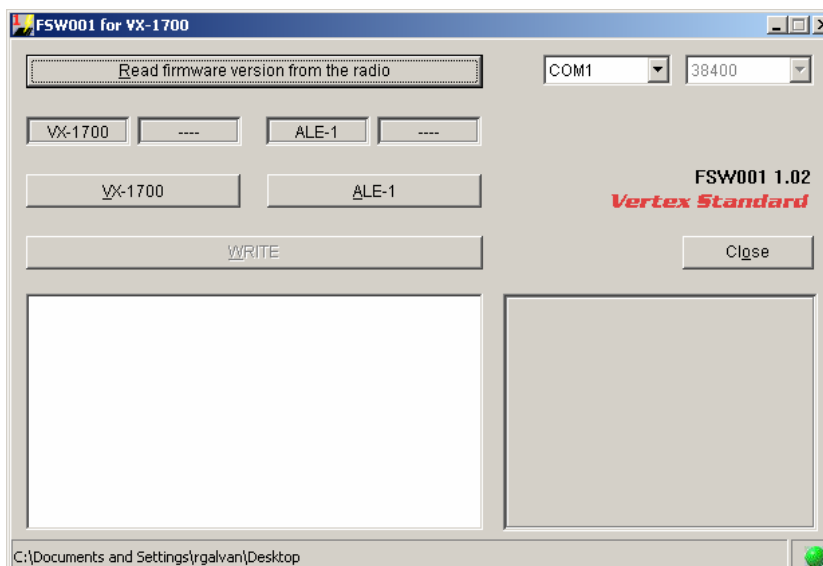 FSW001 for VX-1700
Read firmware version from the radio
COM1
38400
VX-1700
----
ALE-1
----
VX-1700
ALE-1
FSW001 1.02
Vertex Standard
WRITE
Close
C:\Documents and Settings\rgalvan\Desktop